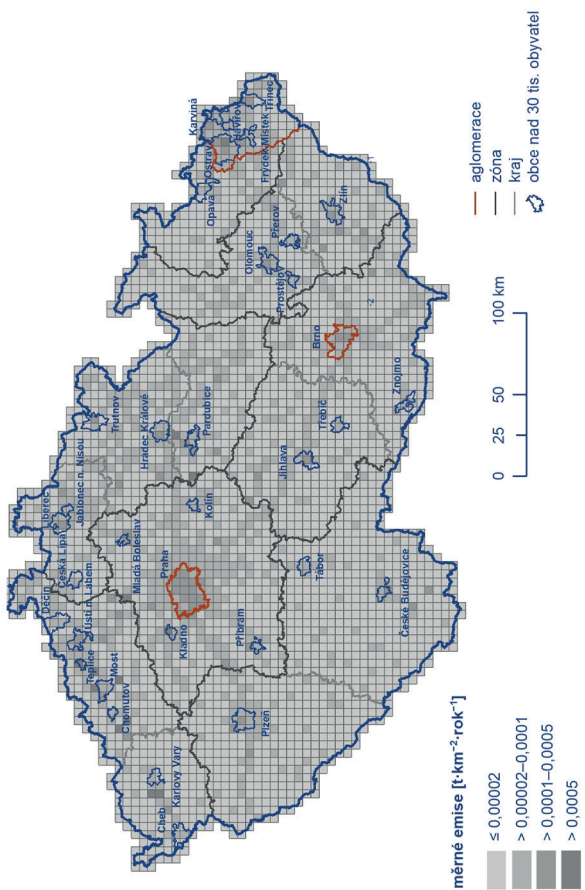 Děčín
Liberec
Jablonec n. Nisou
Česká Lípa
Ústí n. Labem
Teplice
Most
Chomutov
Trutnov
Mladá Boleslav
Hradec Králové
Cheb
Karlovy Vary
Praha
Kladno
Kolín
Pardubice
Opava
Ostrava
Karviná
Havířov
Frýdek Místek
Třinec
Plzeň
Příbram
Olomouc
Přerov
Prostějov
Tábor
Jihlava
Třebíč
Brno
Zlín
České Budějovice
Znojmo
měrné emise [t·km⁻²·rok⁻¹]
≤ 0,00002
> 0,00002–0,0001
> 0,0001–0,0005
> 0,0005
0 25 50 100 km
aglomerace
zóna
kraj
obce nad 30 tis. obyvatel